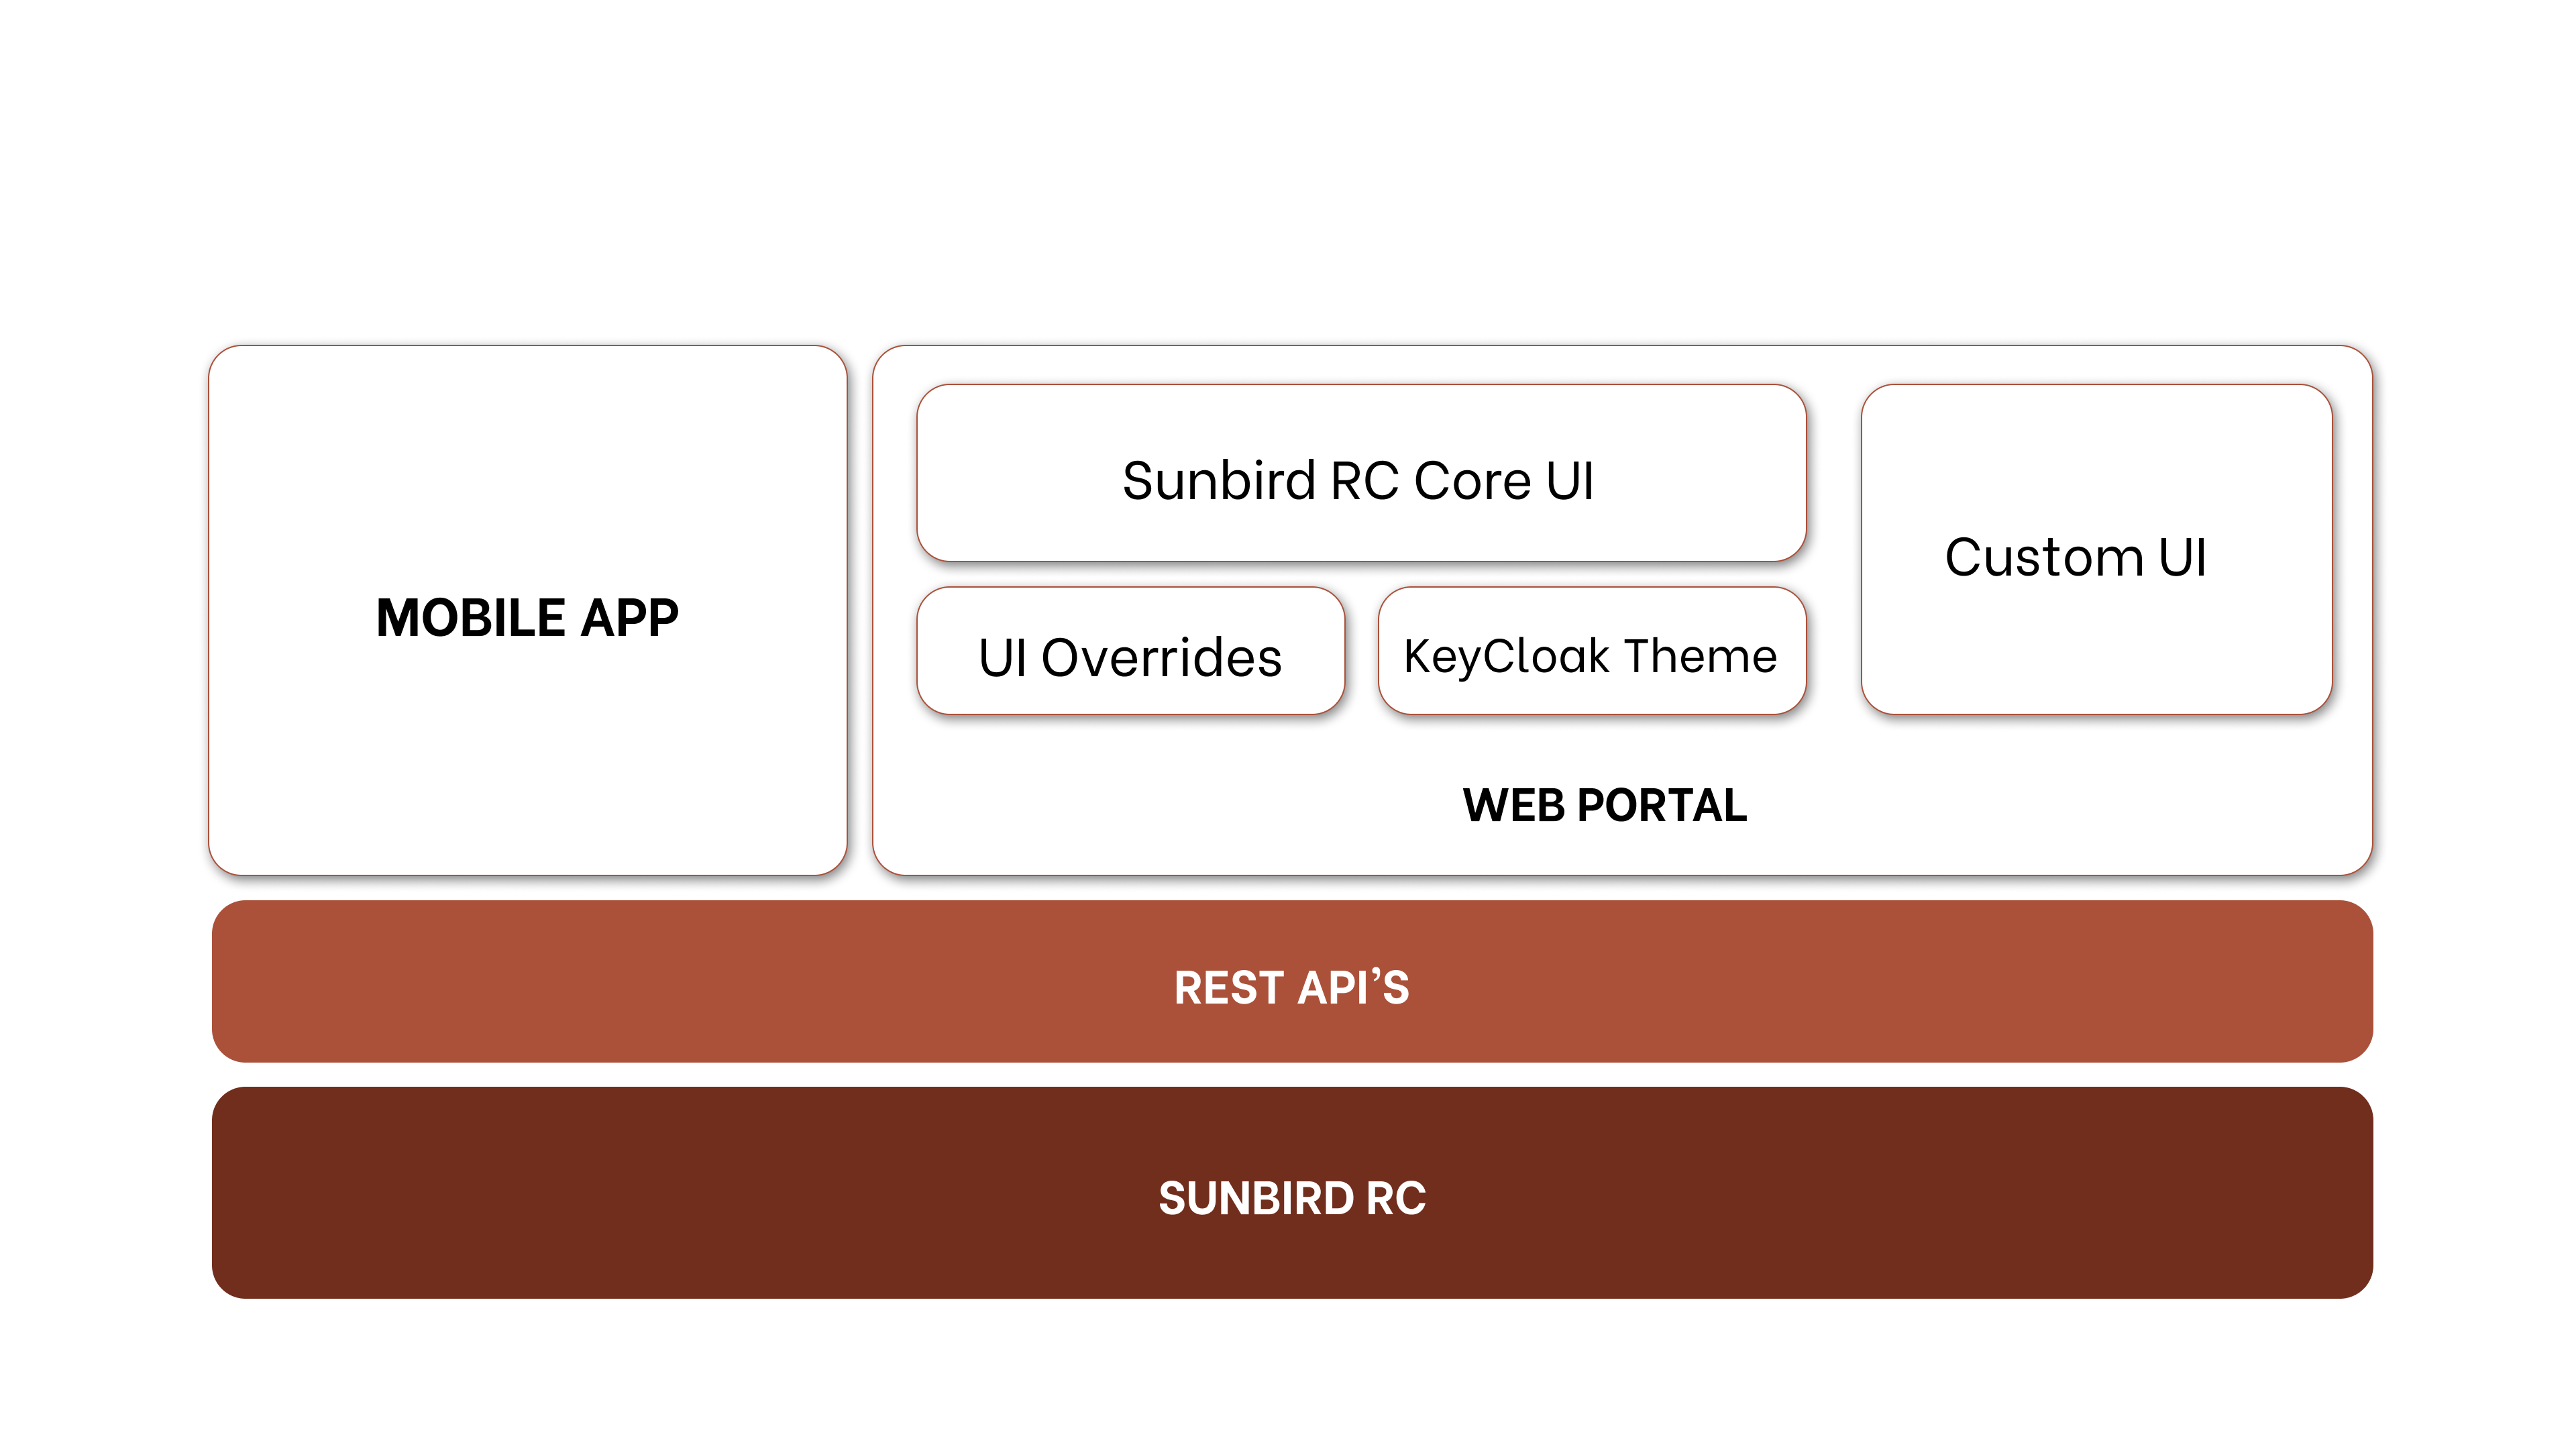 MOBILE APP
Sunbird RC Core UI
UI Overrides
KeyCloak Theme
Custom UI
WEB PORTAL
REST API’S
SUNBIRD RC